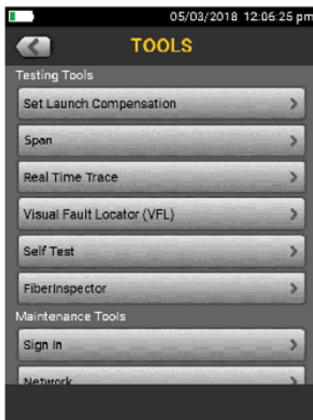 05/03/2018 12:06:25 pm
TOOLS
Testing Tools
Set Launch Compensation
Span
Real Time Trace
Visual Fault Locator (VFL)
Self Test
FiberInspector
Maintenance Tools
Sign In
Network